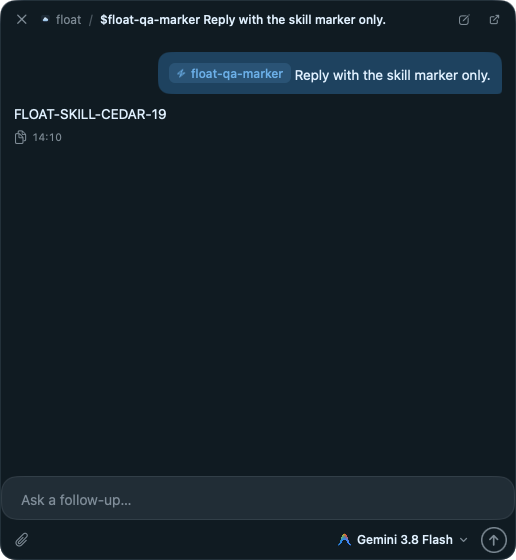 float / $float-qa-marker Reply with the skill marker only.
float-qa-marker Reply with the skill marker only.
FLOAT-SKILL-CEDAR-19
14:10
Ask a follow-up...
Gemini 3.8 Flash